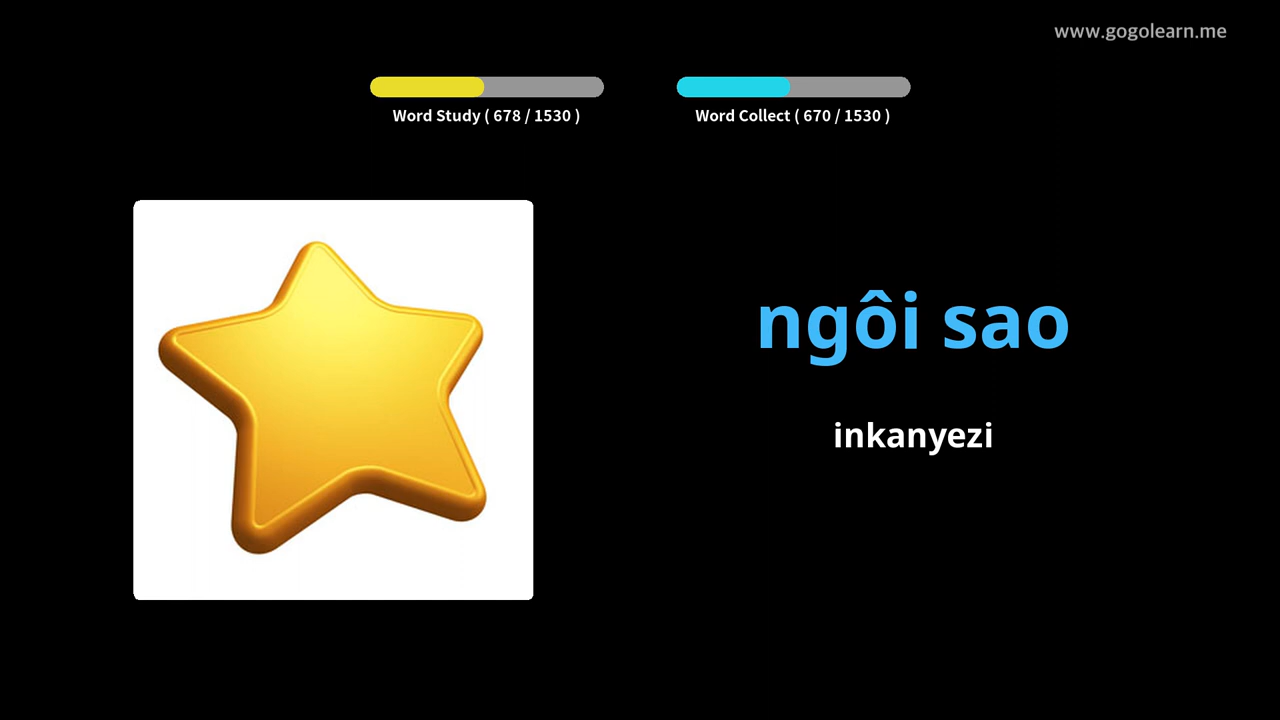 www.gogolearn.me
Word Study ( 678 / 1530 )
Word Collect ( 670 / 1530 )
ngôi sao
inkanyezi